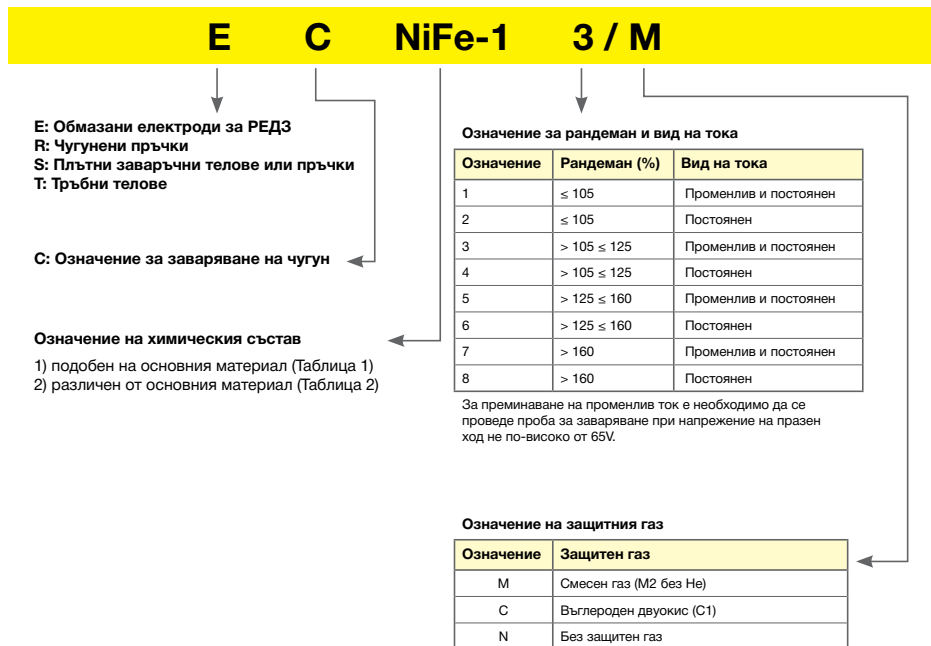 E C NiFe-1 3 / M
E: Обмазани електроди за РЕДЗ
R: Чугунени пръчки
S: Плътни заваръчни телове или пръчки
T: Тръбни телове
C: Означение за заваряване на чугун
Означение на химическия състав
1) подобен на основния материал (Таблица 1)
2) различен от основния материал (Таблица 2)
Означение за рандеман и вид на тока
Означение Рандеман (%) Вид на тока
1 ≤ 105 Променлив и постоянен
2 ≤ 105 Постоянен
3 > 105 ≤ 125 Променлив и постоянен
4 > 105 ≤ 125 Постоянен
5 > 125 ≤ 160 Променлив и постоянен
6 > 125 ≤ 160 Постоянен
7 > 160 Променлив и постоянен
8 > 160 Постоянен
За преминаване на променлив ток е необходимо да се
проведе проба за заваряване при напрежение на празен
ход не по-високо от 65V.
Означение на защитния газ
Означение Защитен газ
M Смесен газ (M2 без He)
C Въглероден двуокис (C1)
N Без защитен газ